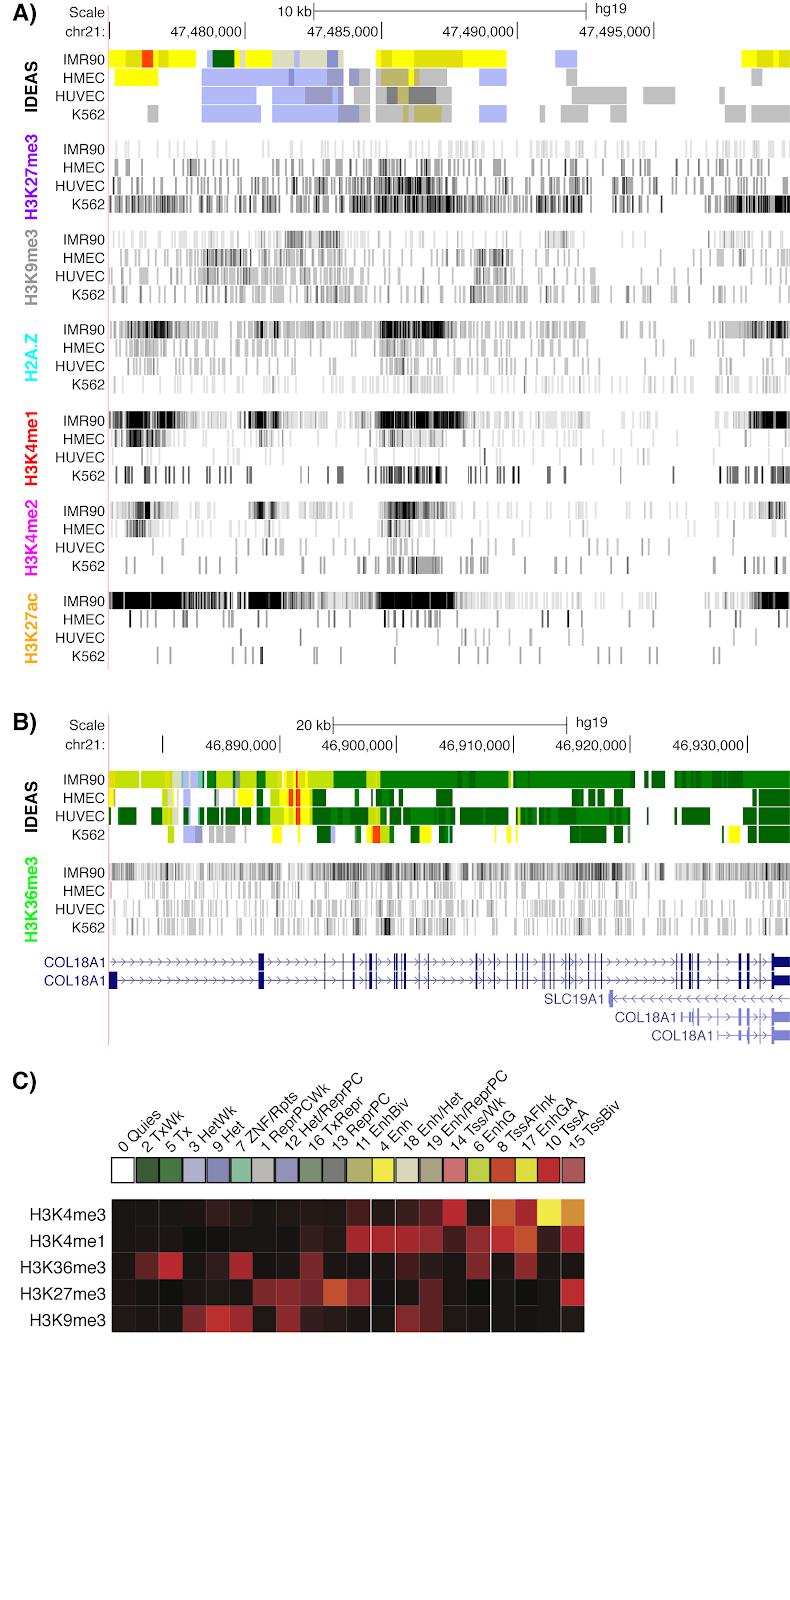 A)
Scale 10 kb hg19
chr21: 47,480,000 47,485,000 47,490,000 47,495,000
IDEAS
IMR90
HMEC
HUVEC
K562
H3K27me3
IMR90
HMEC
HUVEC
K562
H3K9me3
IMR90
HMEC
HUVEC
K562
H2A.Z
IMR90
HMEC
HUVEC
K562
H3K4me1
IMR90
HMEC
HUVEC
K562
H3K4me2
IMR90
HMEC
HUVEC
K562
H3K27ac
IMR90
HMEC
HUVEC
K562
B)
Scale 20 kb hg19
chr21: 46,890,000 46,900,000 46,910,000 46,920,000 46,930,000
IDEAS
IMR90
HMEC
HUVEC
K562
H3K36me3
IMR90
HMEC
HUVEC
K562
COL18A1
COL18A1
SLC19A1
COL18A1
COL18A1
C)
0 Quies
2 TxWk
5 Tx
3 HetWk
9 Het
7 ZNF/Rpts
1 ReprPCWk
12 Het/ReprPC
16 TxRepr
13 ReprPC
11 EnhBiv
4 Enh
18 Enh/Het
19 Enh/ReprPC
14 Tss/Wk
6 EnhG
8 TssAFlnk
17 EnhGA
10 TssA
15 TssBiv
H3K4me3
H3K4me1
H3K36me3
H3K27me3
H3K9me3